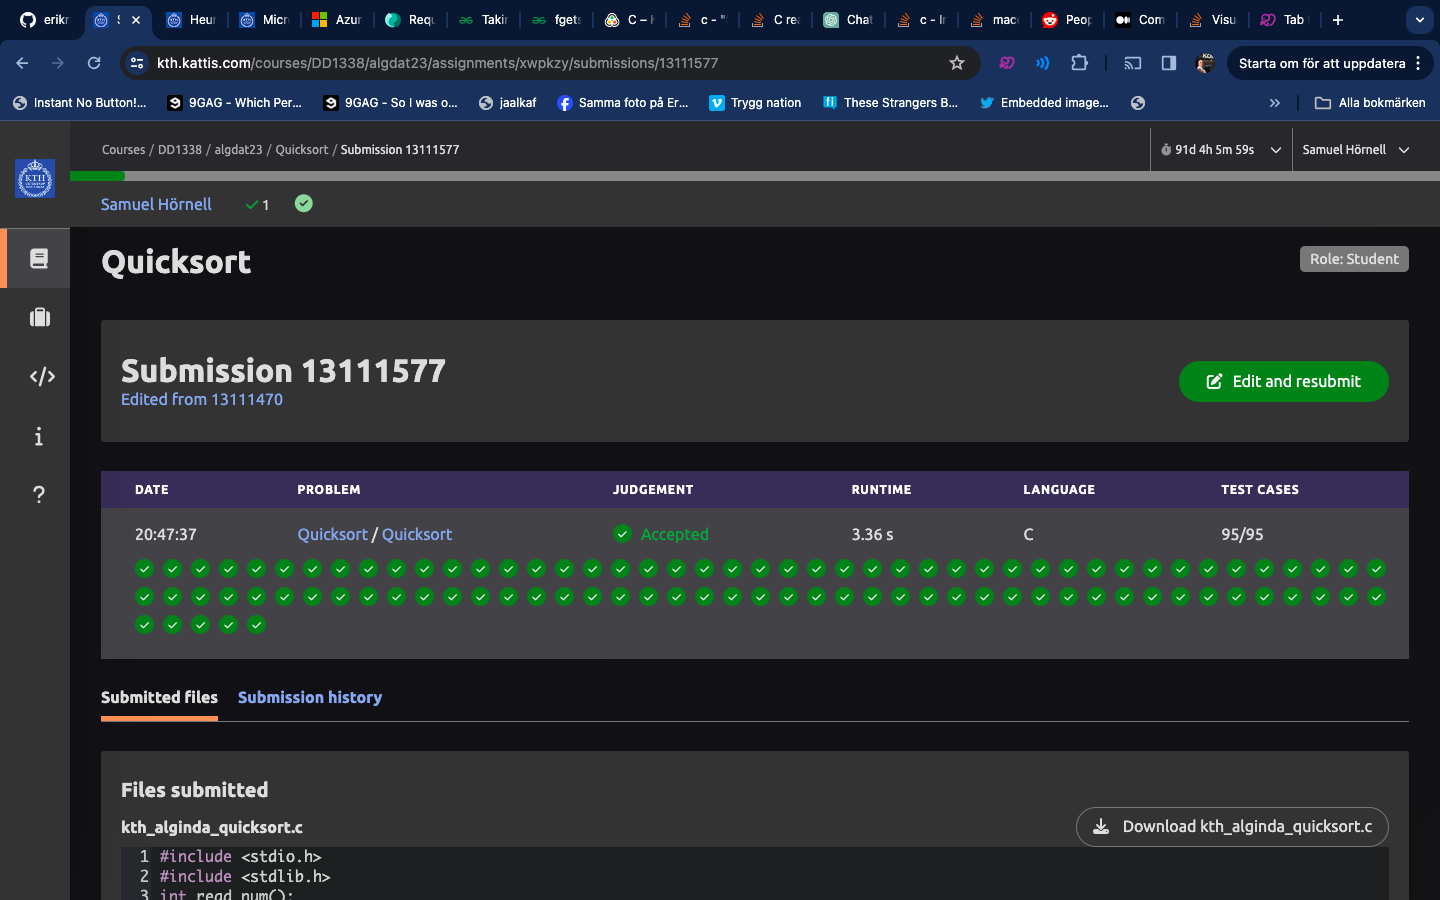 erikr
S
Heur
Micr
Azur
Requ
Takin
fgets
C – H
c - "
C rea
Chat
c - Ir
mac
Peop
Com
Visu
Tab
kth.kattis.com/courses/DD1338/algdat23/assignments/xwpkzy/submissions/13111577
Starta om för att uppdatera
Instant No Button!...
9GAG - Which Per...
9GAG - So I was o...
jaalkaf
Samma foto på Er...
Trygg nation
These Strangers B...
Embedded image...
»
Alla bokmärken
KTH
Courses / DD1338 / algdat23 / Quicksort / Submission 13111577
91d 4h 5m 59s
Samuel Hörnell
Samuel Hörnell
1
Quicksort
Role: Student
Submission 13111577
Edited from 13111470
Edit and resubmit
DATE PROBLEM JUDGEMENT RUNTIME LANGUAGE TEST CASES
20:47:37 Quicksort / Quicksort Accepted 3.36 s C 95/95
Submitted files
Submission history
Files submitted
kth_alginda_quicksort.c
Download kth_alginda_quicksort.c
1 #include <stdio.h>
2 #include <stdlib.h>
3 int read_num();